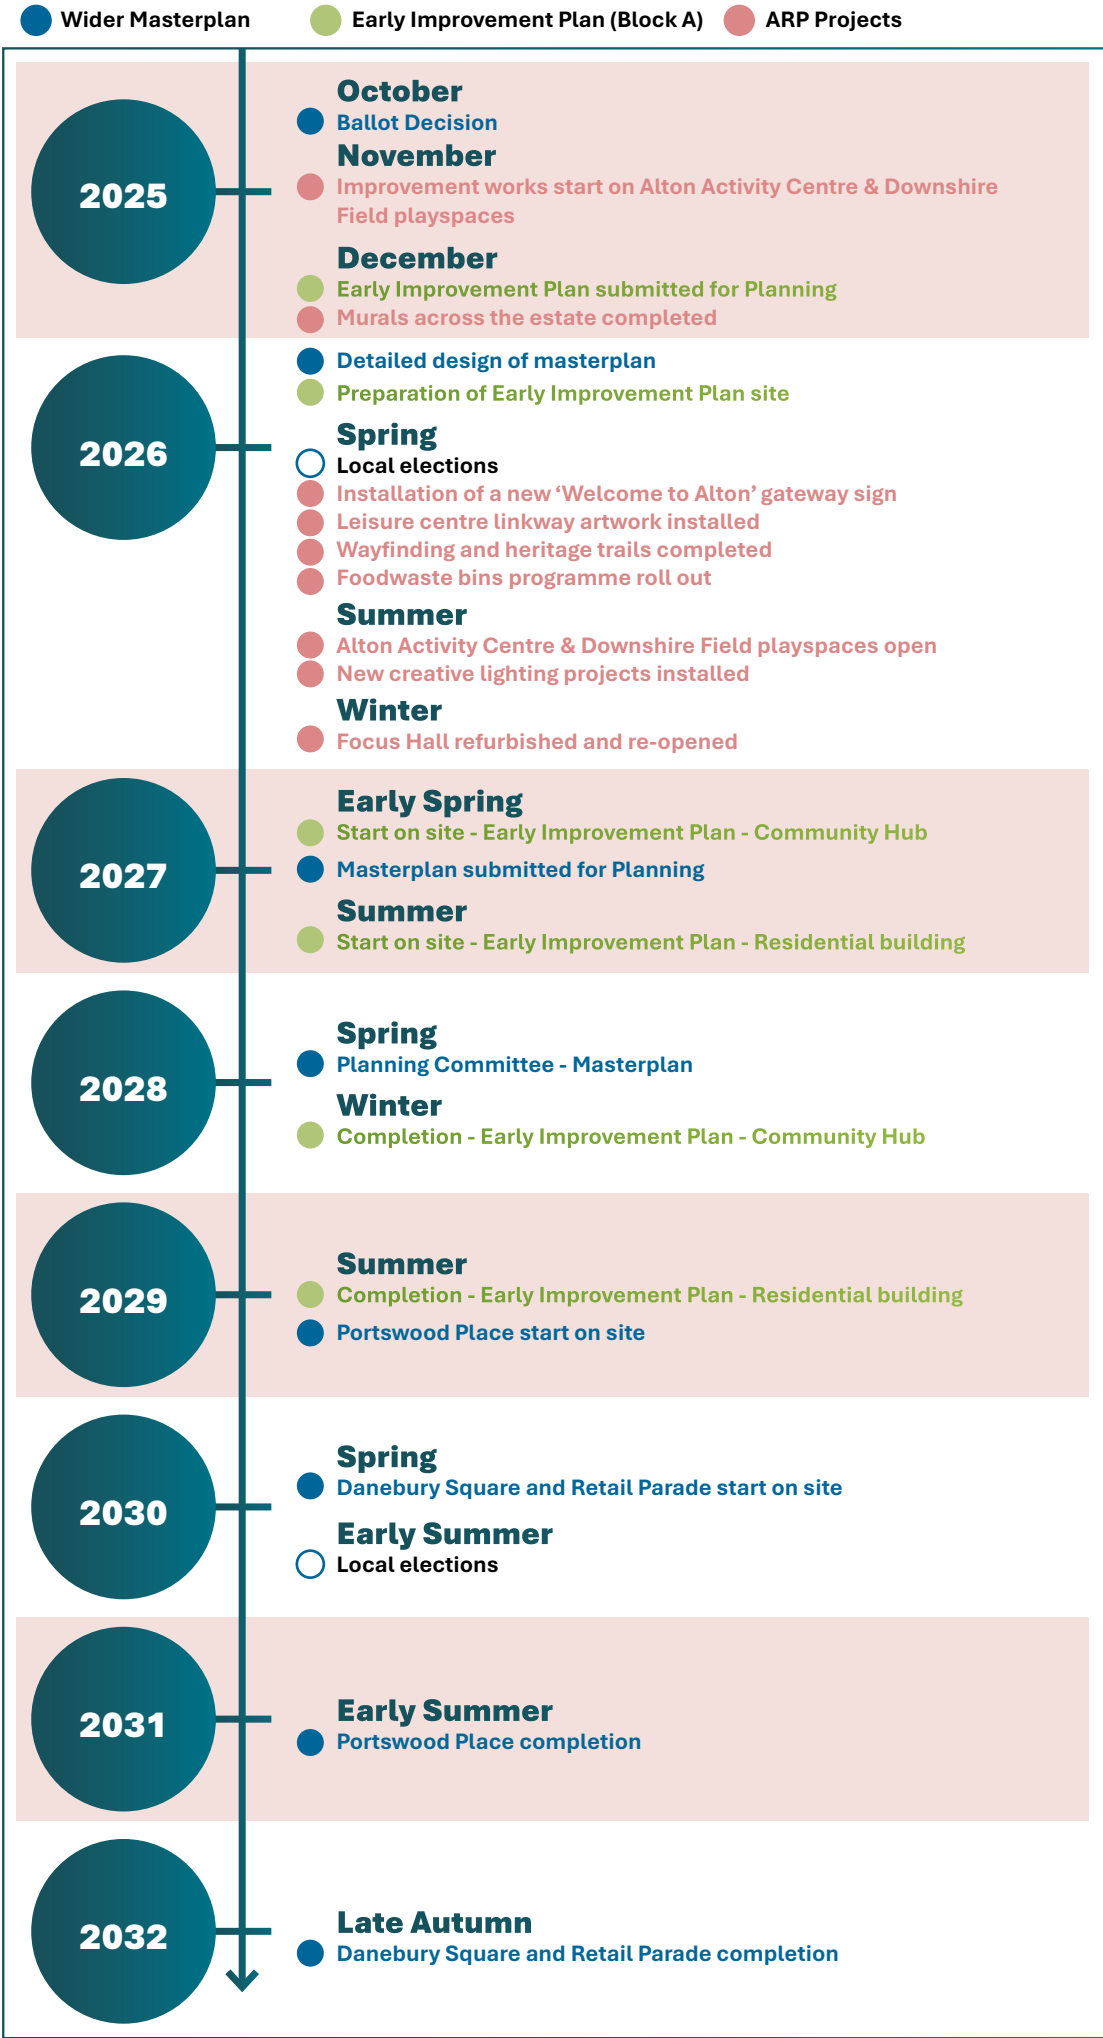 Wider Masterplan
Early Improvement Plan (Block A)
ARP Projects
2025
October
Ballot Decision
November
Improvement works start on Alton Activity Centre & Downshire
Field playspaces
December
Early Improvement Plan submitted for Planning
Murals across the estate completed
2026
Detailed design of masterplan
Preparation of Early Improvement Plan site
Spring
Local elections
Installation of a new ‘Welcome to Alton’ gateway sign
Leisure centre linkway artwork installed
Wayfinding and heritage trails completed
Foodwaste bins programme roll out
Summer
Alton Activity Centre & Downshire Field playspaces open
New creative lighting projects installed
Winter
Focus Hall refurbished and re-opened
2027
Early Spring
Start on site - Early Improvement Plan - Community Hub
Masterplan submitted for Planning
Summer
Start on site - Early Improvement Plan - Residential building
2028
Spring
Planning Committee - Masterplan
Winter
Completion - Early Improvement Plan - Community Hub
2029
Summer
Completion - Early Improvement Plan - Residential building
Portswood Place start on site
2030
Spring
Danebury Square and Retail Parade start on site
Early Summer
Local elections
2031
Early Summer
Portswood Place completion
2032
Late Autumn
Danebury Square and Retail Parade completion